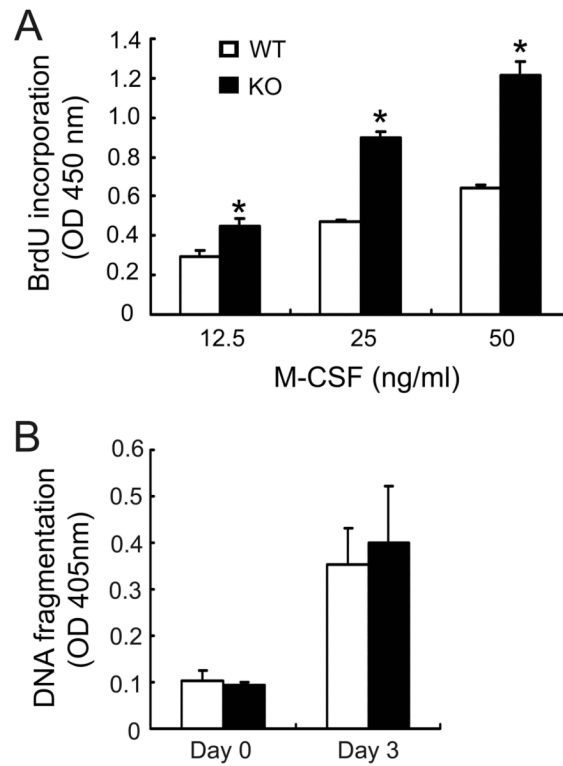 A
BrdU incorporation
(OD 450 nm)
1.4
1.2
1.0
0.8
0.6
0.4
0.2
0
WT
KO
*
*
*
12.5 25 50
M-CSF (ng/ml)
B
DNA fragmentation
(OD 405nm)
0.6
0.5
0.4
0.3
0.2
0.1
0
Day 0 Day 3